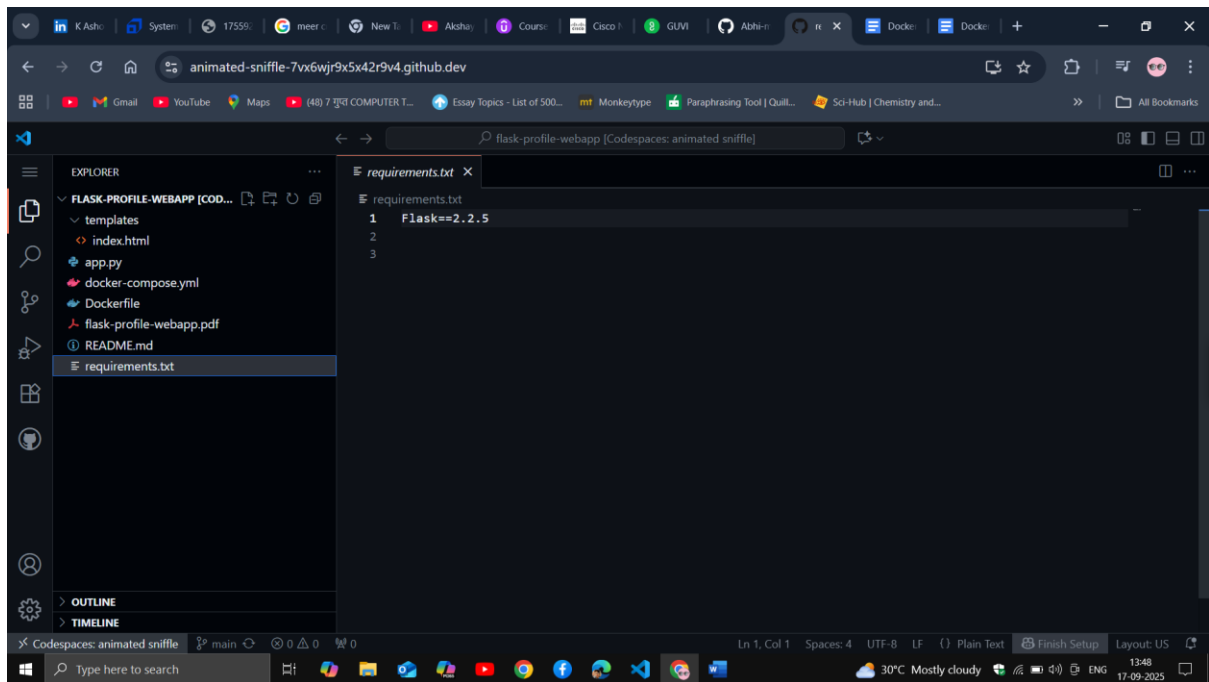 K Asho
System
17559
meer c
New Ta
Akshay
Course
Cisco N
GUVI
Abhi-n
re
Docke
Docke
animated-sniffle-7vx6wjr9x5x42r9v4.github.dev
Gmail
YouTube
Maps
(48) 7 गुप्त COMPUTER T...
Essay Topics - List of 500...
mt Monkeytype
Paraphrasing Tool | Quill...
Sci-Hub | Chemistry and...
All Bookmarks
flask-profile-webapp [Codespaces: animated sniffle]
EXPLORER
FLASK-PROFILE-WEBAPP [COD...
templates
index.html
app.py
docker-compose.yml
Dockerfile
flask-profile-webapp.pdf
README.md
requirements.txt
OUTLINE
TIMELINE
requirements.txt
requirements.txt
1 Flask==2.2.5
2
3
Codespaces: animated sniffle main 0 0 0 Ln 1, Col 1 Spaces: 4 UTF-8 LF {} Plain Text Finish Setup Layout: US
Type here to search
30°C Mostly cloudy ENG
13:48
17-09-2025